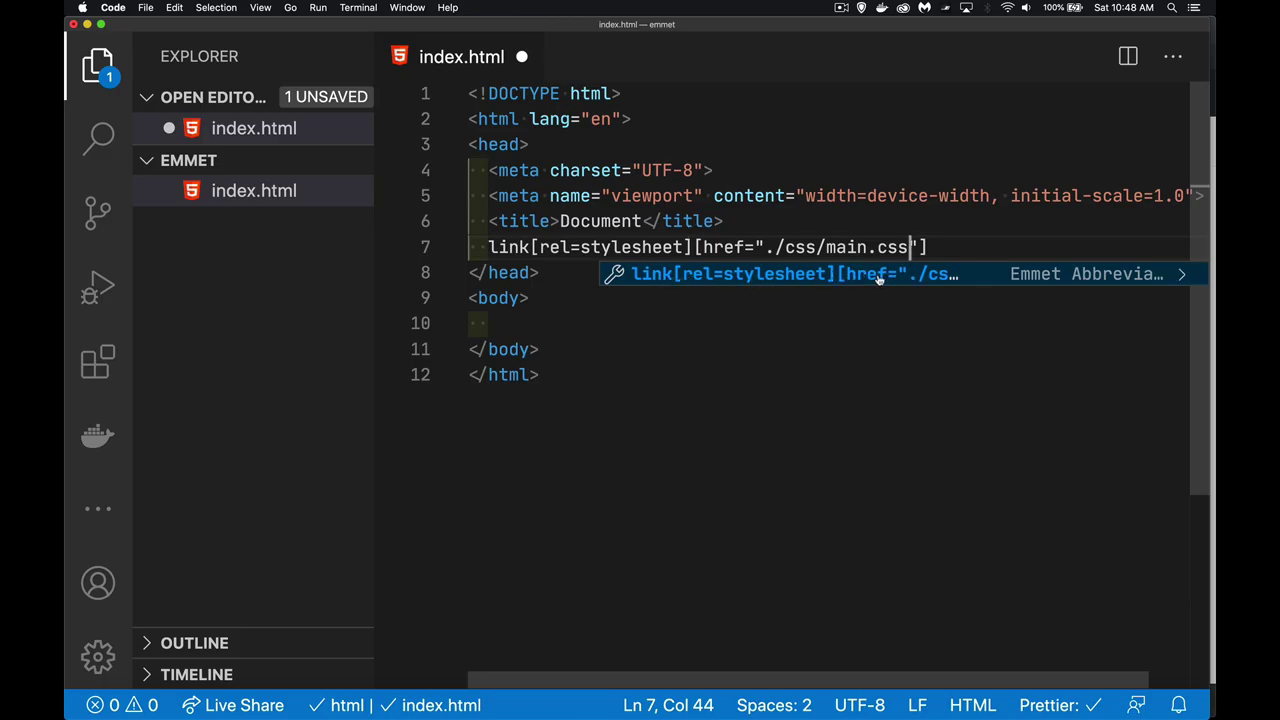 Code File Edit Selection View Go Run Terminal Window Help 100% Sat 10:48 AM
index.html — emmet
EXPLORER
1
OPEN EDITO... 1 UNSAVED
index.html
EMMET
index.html
OUTLINE
TIMELINE
index.html
1 <!DOCTYPE html>
2 <html lang="en">
3 <head>
4 <meta charset="UTF-8">
5 <meta name="viewport" content="width=device-width, initial-scale=1.0">
6 <title>Document</title>
7 link[rel=stylesheet][href="./css/main.css"]
link[rel=stylesheet][href="./cs… Emmet Abbrevia…
8 </head>
9 <body>
10
11 </body>
12 </html>
0 0 Live Share html | index.html Ln 7, Col 44 Spaces: 2 UTF-8 LF HTML Prettier: